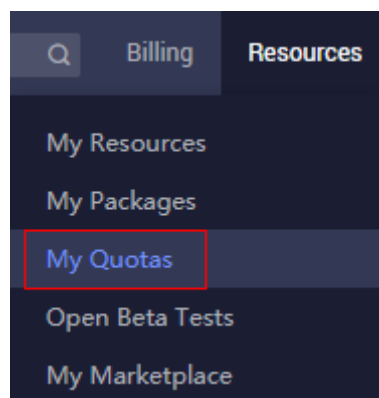 Billing Resources
My Resources
My Packages
My Quotas
Open Beta Tests
My Marketplace